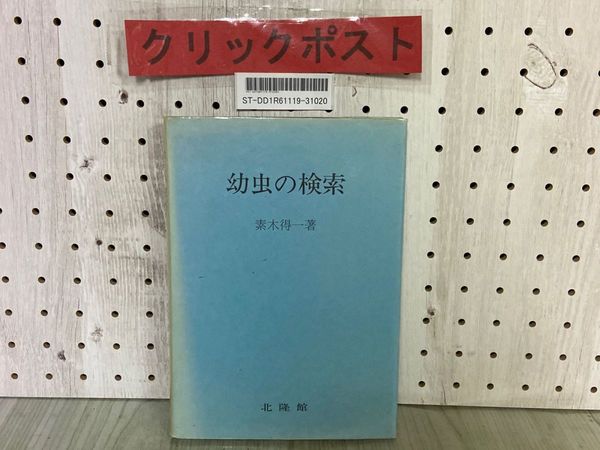 クリックポスト
ST-DD1R61119-31020
幼虫の検索
素木得一著
北隆館